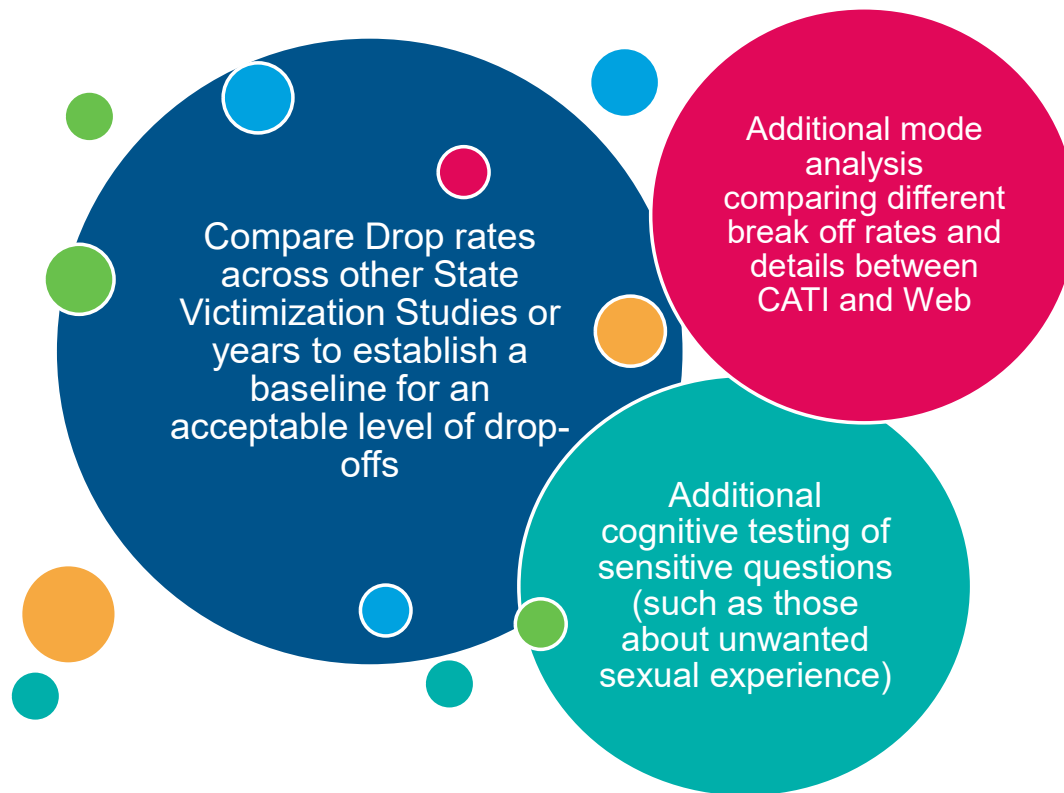 Compare Drop rates
across other State
Victimization Studies or
years to establish a
baseline for an
acceptable level of drop-
offs
Additional mode
analysis
comparing different
break off rates and
details between
CATI and Web
Additional
cognitive testing of
sensitive questions
(such as those
about unwanted
sexual experience)